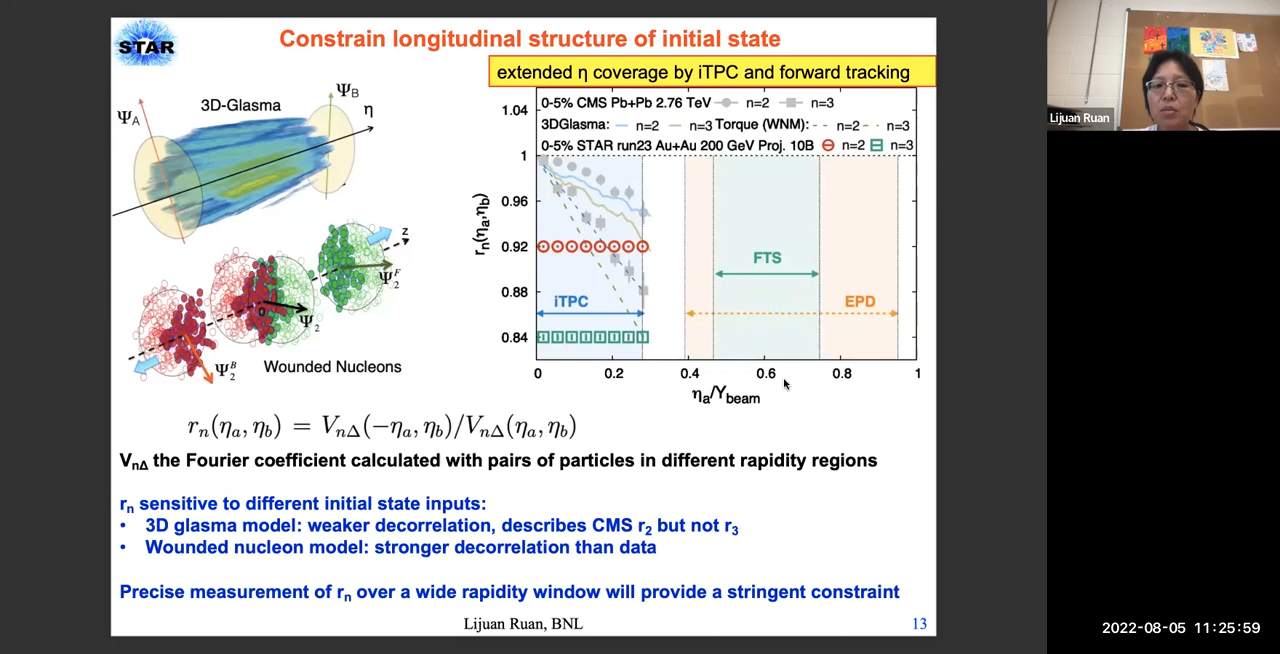 STAR
Constrain longitudinal structure of initial state
extended η coverage by iTPC and forward tracking
3D-Glasma
Ψ_A
Ψ_B
η
z
Ψ₂^F
0
Ψ₂
Ψ₂^B
Wounded Nucleons
0-5% CMS Pb+Pb 2.76 TeV n=2 n=3
3DGlasma: n=2 n=3 Torque (WNM): n=2 n=3
0-5% STAR run23 Au+Au 200 GeV Proj. 10B n=2 n=3
1.04
1
0.96
0.92
0.88
0.84
r_n(η_a,η_b)
FTS
iTPC
EPD
0 0.2 0.4 0.6 0.8 1
η_a/Y_beam
r_n(η_a, η_b) = V_nΔ(−η_a, η_b)/V_nΔ(η_a, η_b)
V_nΔ the Fourier coefficient calculated with pairs of particles in different rapidity regions
r_n sensitive to different initial state inputs:
• 3D glasma model: weaker decorrelation, describes CMS r₂ but not r₃
• Wounded nucleon model: stronger decorrelation than data
Precise measurement of r_n over a wide rapidity window will provide a stringent constraint
Lijuan Ruan, BNL
13
Lijuan Ruan
2022-08-05 11:25:59